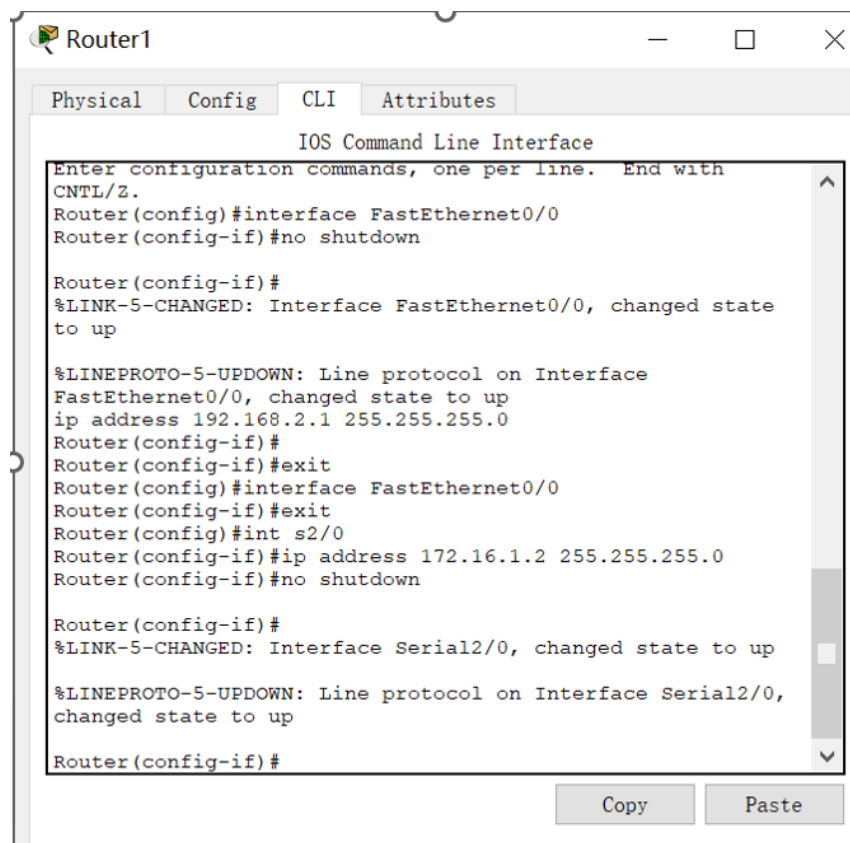 Router1
Physical Config CLI Attributes
IOS Command Line Interface
Enter configuration commands, one per line.  End with
CNTL/Z.
Router(config)#interface FastEthernet0/0
Router(config-if)#no shutdown
Router(config-if)#
%LINK-5-CHANGED: Interface FastEthernet0/0, changed state
to up
%LINEPROTO-5-UPDOWN: Line protocol on Interface
FastEthernet0/0, changed state to up
ip address 192.168.2.1 255.255.255.0
Router(config-if)#
Router(config-if)#exit
Router(config)#interface FastEthernet0/0
Router(config-if)#exit
Router(config)#int s2/0
Router(config-if)#ip address 172.16.1.2 255.255.255.0
Router(config-if)#no shutdown
Router(config-if)#
%LINK-5-CHANGED: Interface Serial2/0, changed state to up
%LINEPROTO-5-UPDOWN: Line protocol on Interface Serial2/0,
changed state to up
Router(config-if)#
Copy Paste